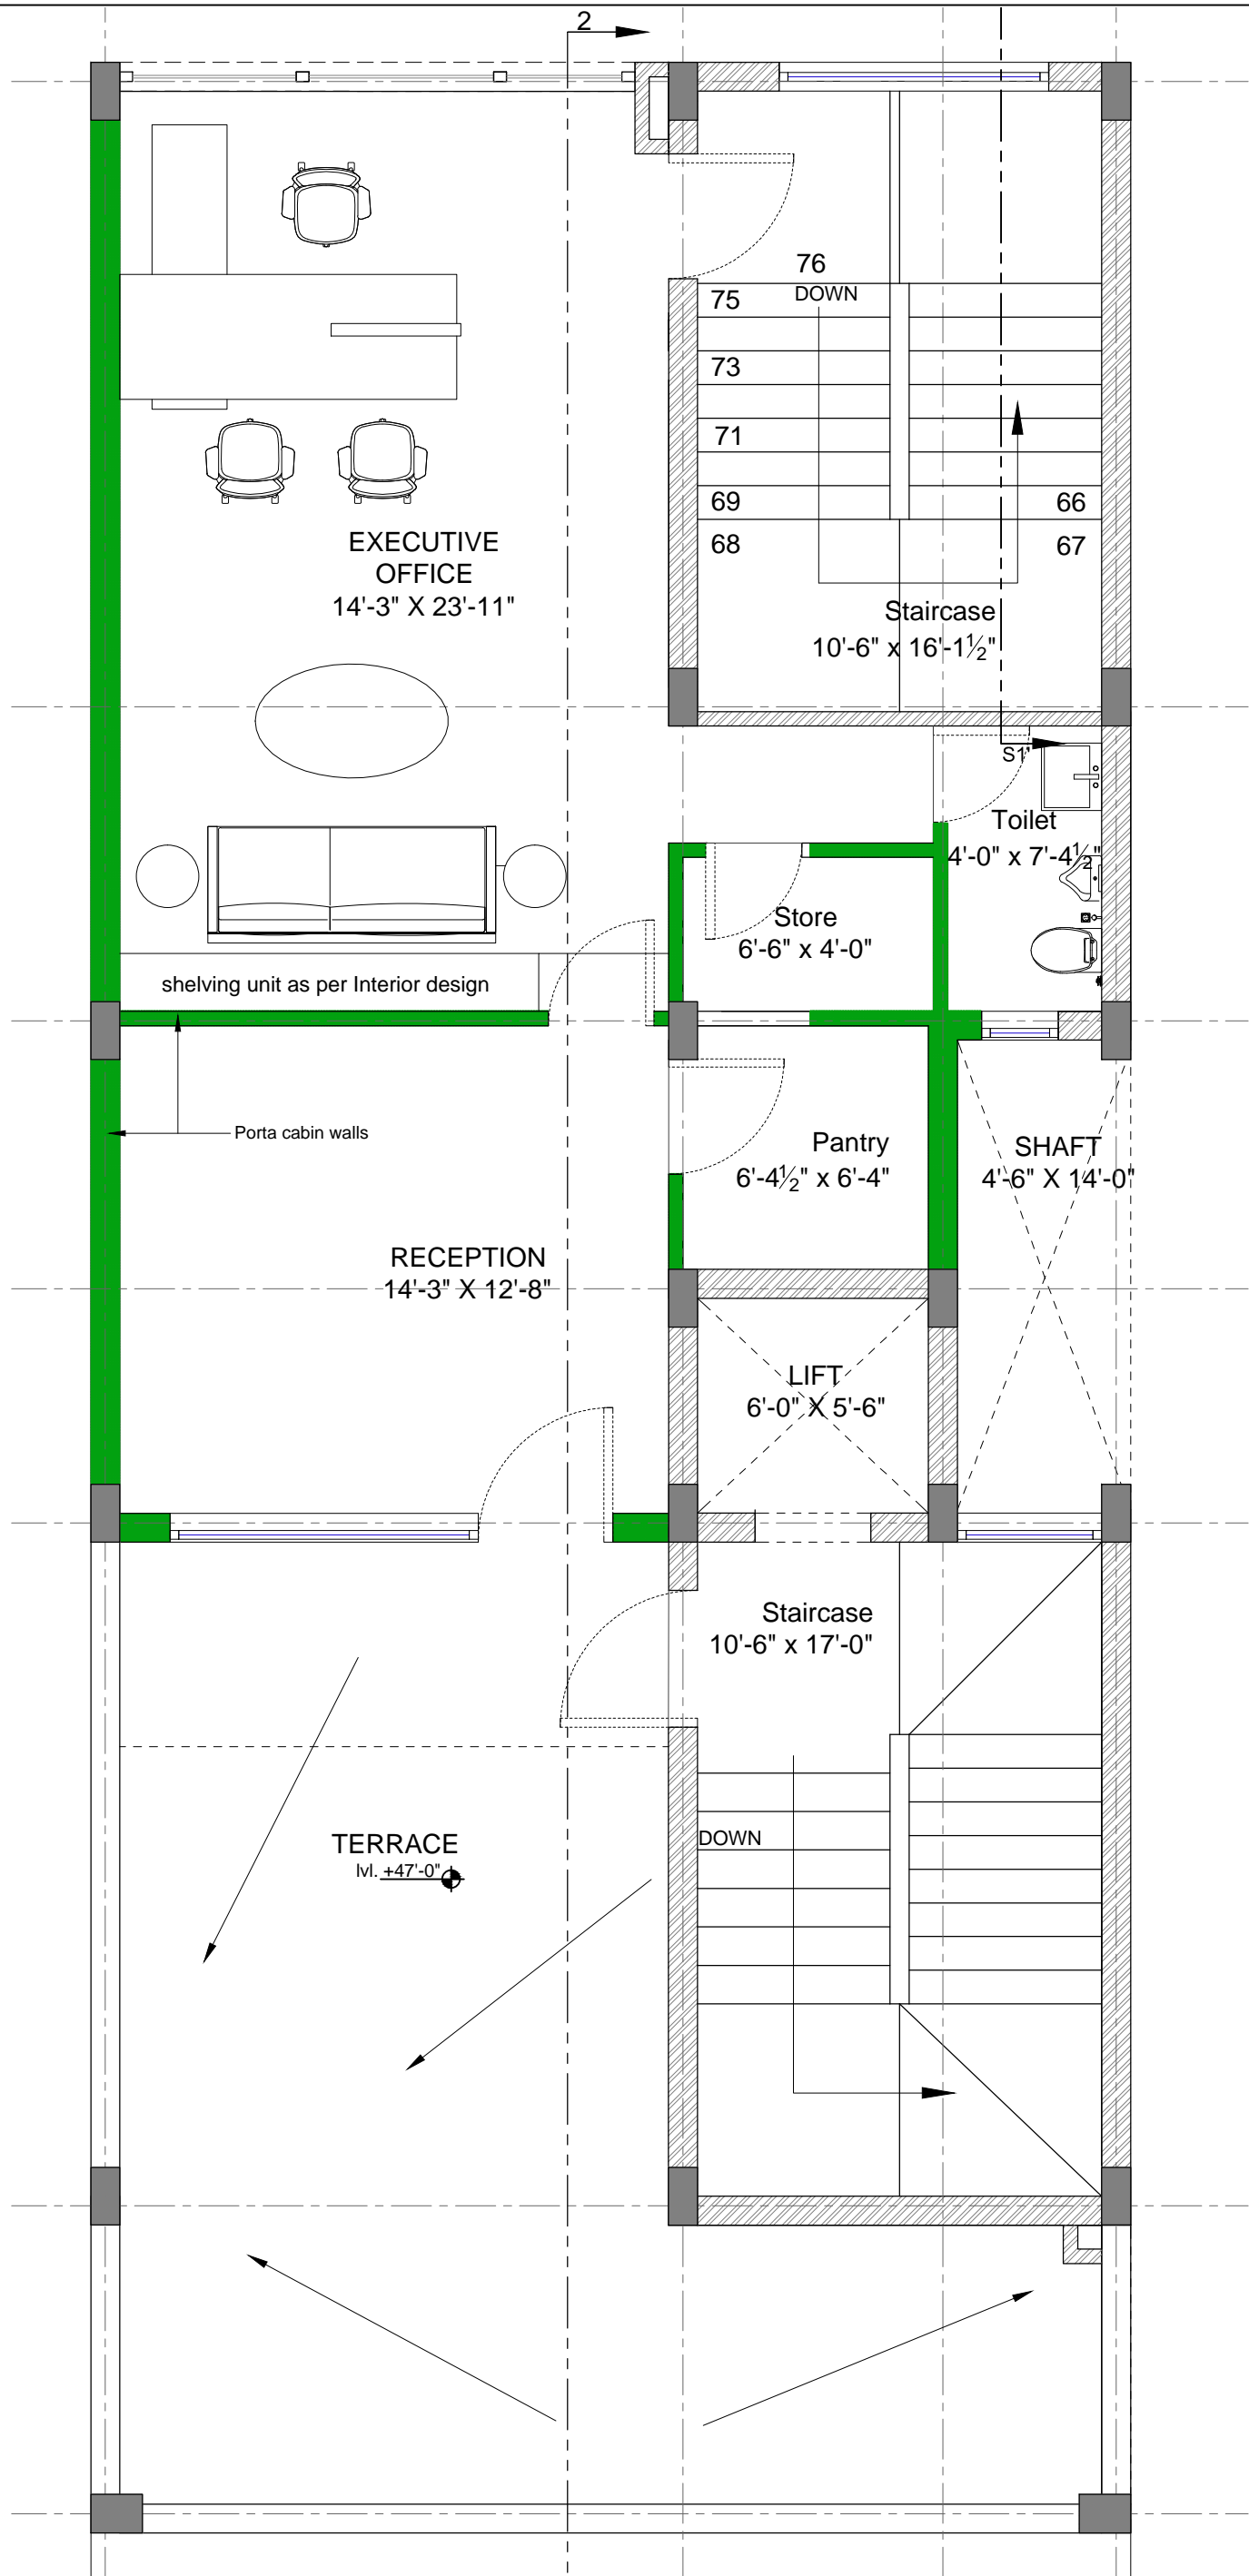 2
76
DOWN
75
73
71
69
68
66
67
EXECUTIVE
OFFICE
14'-3" X 23'-11"
Staircase
10'-6" x 16'-1½"
S1'
Toilet
4'-0" x 7'-4½"
Store
6'-6" x 4'-0"
shelving unit as per Interior design
Porta cabin walls
Pantry
6'-4½" x 6'-4"
SHAFT
4'-6" X 14'-0"
RECEPTION
14'-3" X 12'-8"
LIFT
6'-0" X 5'-6"
Staircase
10'-6" x 17'-0"
DOWN
TERRACE
lvl. +47'-0"